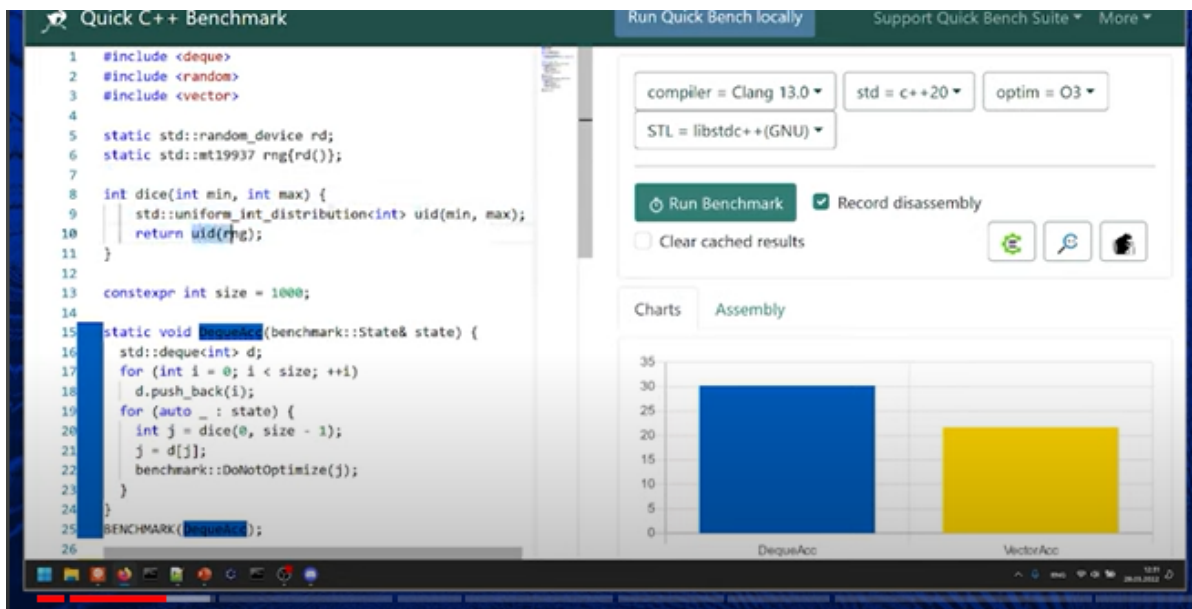 Quick C++ Benchmark
Run Quick Bench locally
Support Quick Bench Suite
More
1 #include <deque>
2 #include <random>
3 #include <vector>
4
5 static std::random_device rd;
6 static std::mt19937 rng{rd()};
7
8 int dice(int min, int max) {
9 std::uniform_int_distribution<int> uid(min, max);
10 return uid(rng);
11 }
12
13 constexpr int size = 1000;
14
15 static void DequeAcc(benchmark::State& state) {
16 std::deque<int> d;
17 for (int i = 0; i < size; ++i)
18 d.push_back(i);
19 for (auto _ : state) {
20 int j = dice(0, size - 1);
21 j = d[j];
22 benchmark::DoNotOptimize(j);
23 }
24 }
25 BENCHMARK(DequeAcc);
26
compiler = Clang 13.0
std = c++20
optim = O3
STL = libstdc++(GNU)
Run Benchmark
Record disassembly
Clear cached results
Charts
Assembly
35
30
25
20
15
10
5
0
DequeAcc
VectorAcc
12:11